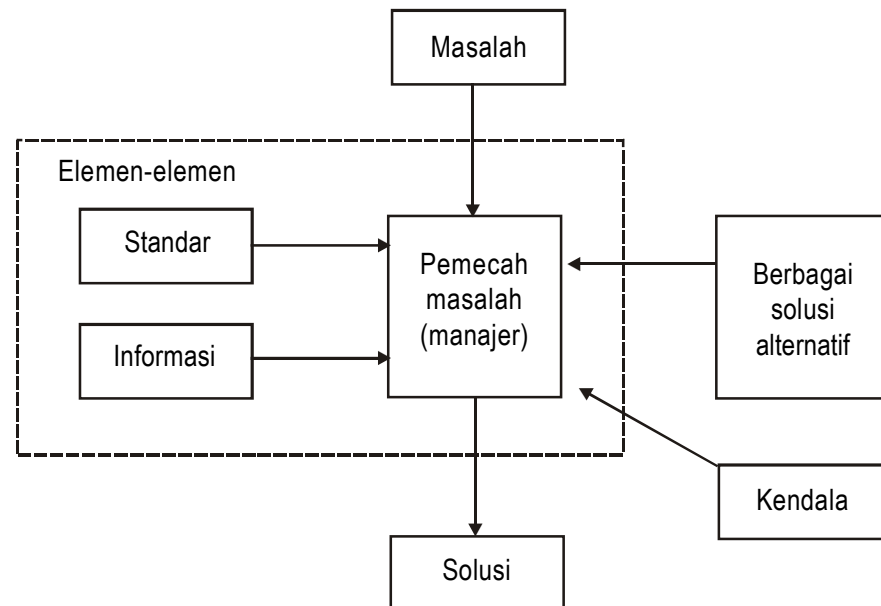 Masalah
Elemen-elemen
Standar
Pemecah
masalah
(manajer)
Berbagai
solusi
alternatif
Informasi
Kendala
Solusi